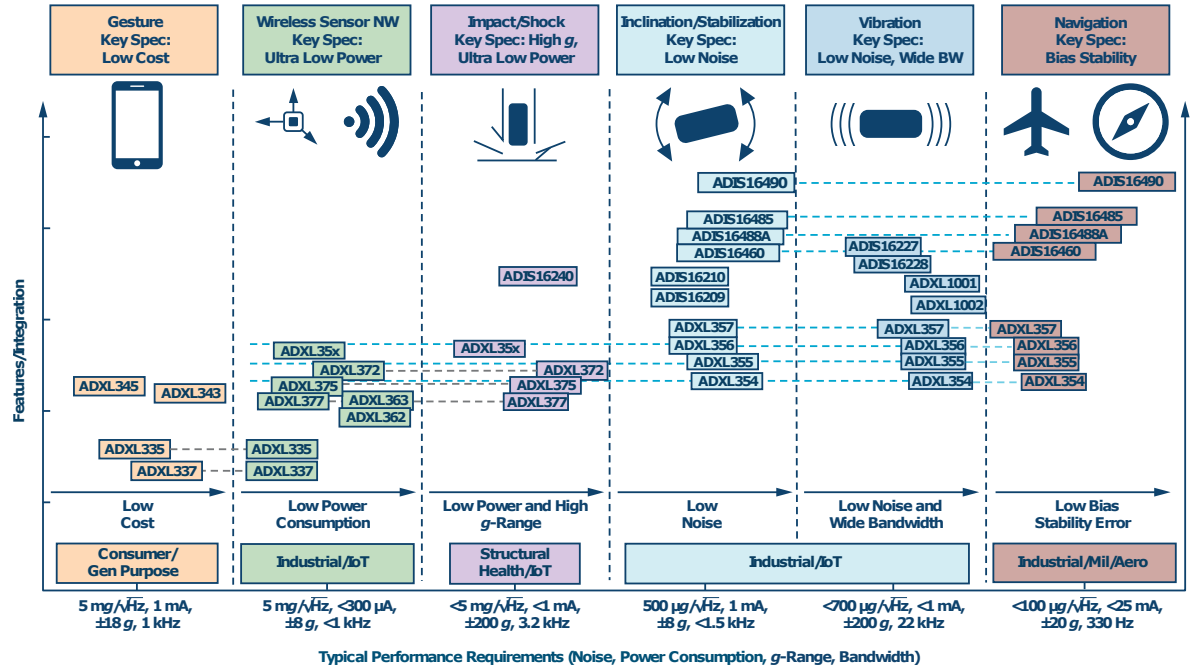 Gesture
Key Spec:
Low Cost
Wireless Sensor NW
Key Spec:
Ultra Low Power
Impact/Shock
Key Spec: High g,
Ultra Low Power
Inclination/Stabilization
Key Spec:
Low Noise
Vibration
Key Spec:
Low Noise, Wide BW
Navigation
Key Spec:
Bias Stability
Features/Integration
ADXL345
ADXL343
ADXL335
ADXL337
ADXL35x
ADXL372
ADXL375
ADXL377
ADXL363
ADXL362
ADXL335
ADXL337
ADIS16240
ADXL35x
ADXL372
ADXL375
ADXL377
ADIS16490
ADIS16485
ADIS16488A
ADIS16460
ADIS16210
ADIS16209
ADXL357
ADXL356
ADXL355
ADXL354
ADIS16227
ADIS16228
ADXL1001
ADXL1002
ADXL357
ADXL356
ADXL355
ADXL354
ADIS16490
ADIS16485
ADIS16488A
ADIS16460
ADXL357
ADXL356
ADXL355
ADXL354
Low
Cost
Low Power
Consumption
Low Power and High
g-Range
Low
Noise
Low Noise and
Wide Bandwidth
Low Bias
Stability Error
Consumer/
Gen Purpose
Industrial/IoT
Structural
Health/IoT
Industrial/IoT
Industrial/Mil/Aero
5 mg/√Hz, 1 mA,
±18 g, 1 kHz
5 mg/√Hz, <300 µA,
±8 g, <1 kHz
<5 mg/√Hz, <1 mA,
±200 g, 3.2 kHz
500 µg/√Hz, 1 mA,
±8 g, <1.5 kHz
<700 µg/√Hz, <1 mA,
±200 g, 22 kHz
<100 µg/√Hz, <25 mA,
±20 g, 330 Hz
Typical Performance Requirements (Noise, Power Consumption, g-Range, Bandwidth)